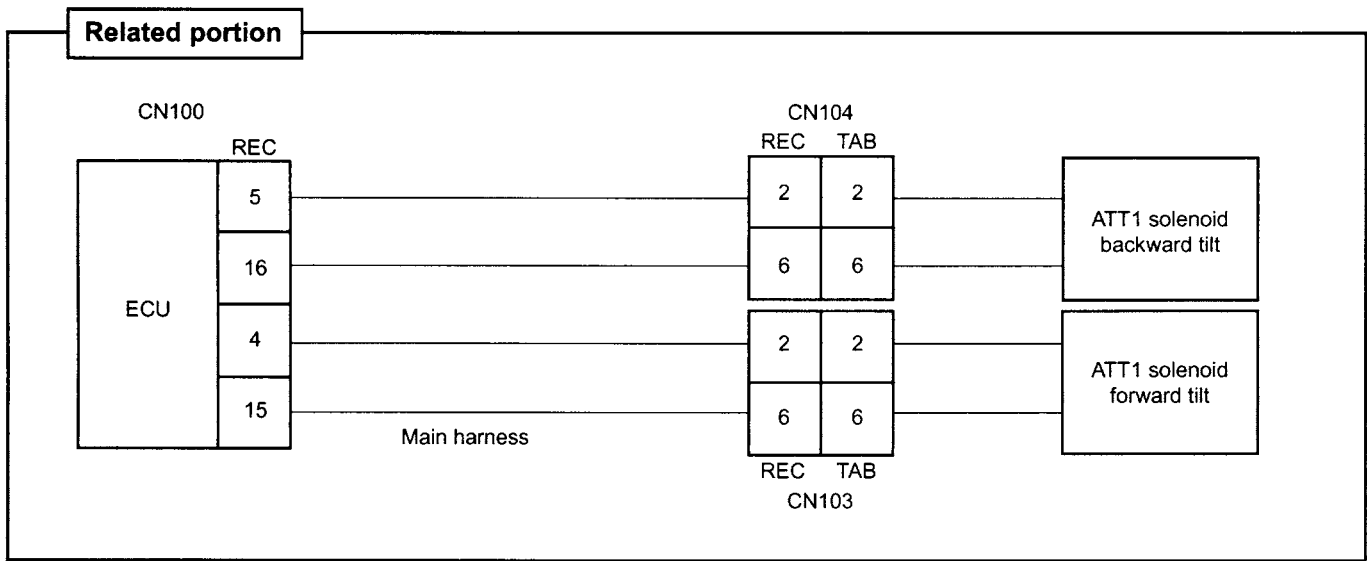 Related portion
CN100
CN104
REC
REC TAB
5
2 2
ATT1 solenoid
backward tilt
16
6 6
ECU
4
2 2
ATT1 solenoid
forward tilt
15
6 6
Main harness
REC TAB
CN103